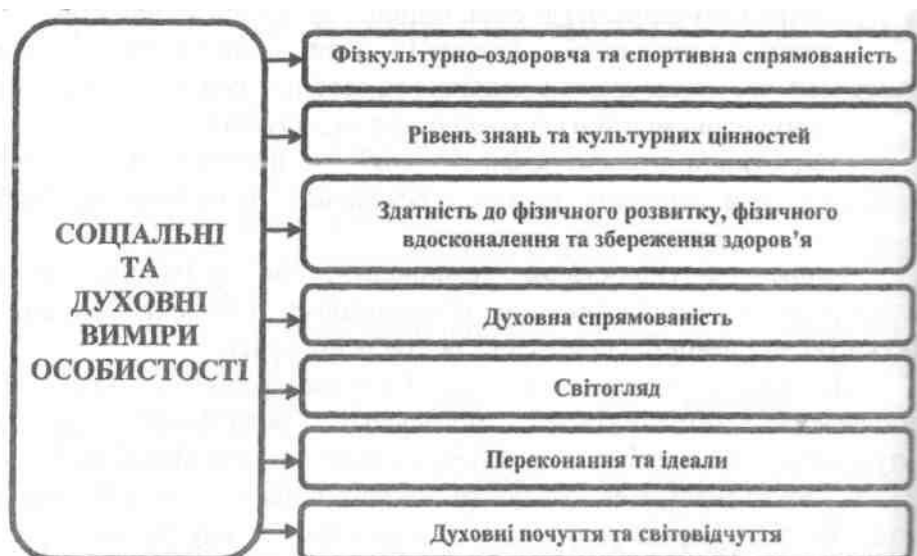 СОЦІАЛЬНІ
ТА
ДУХОВНІ
ВИМІРИ
ОСОБИСТОСТІ
Фізкультурно-оздоровча та спортивна спрямованість
Рівень знань та культурних цінностей
Здатність до фізичного розвитку, фізичного
вдосконалення та збереження здоров’я
Духовна спрямованість
Світогляд
Переконання та ідеали
Духовні почуття та світовідчуття